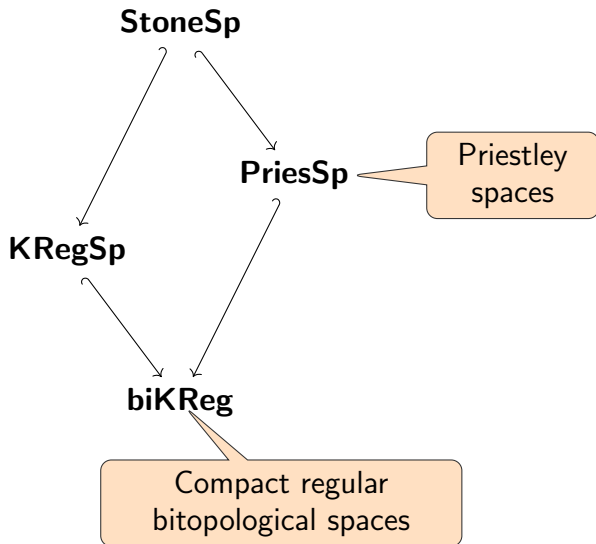 StoneSp
PriesSp
Priestley
spaces
KRegSp
biKReg
Compact regular
bitopological spaces